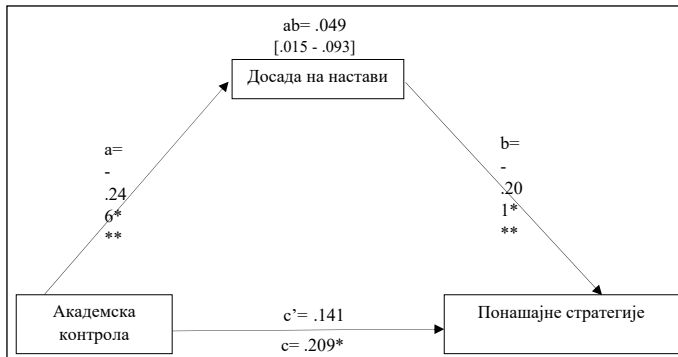 ab= .049
[.015 - .093]
Досада на настави
a=
-
.24
6*
**
b=
-
.20
1*
**
Академска
контрола
c’= .141
c= .209*
Понашајне стратегије